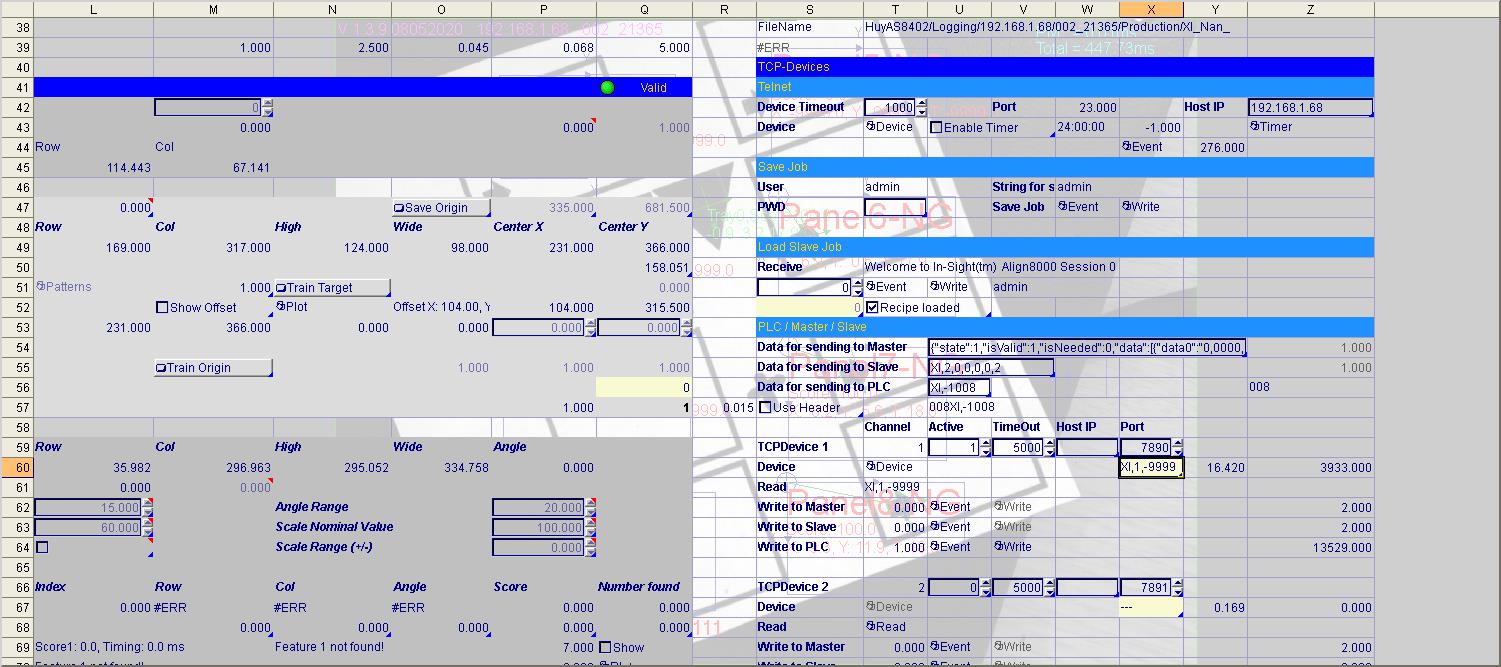 L M N O P Q R S T U V W X Y Z
38 V 1.3.9 08052020 192.168.1.68 002_21365 FileName HuyAS8402/Logging/192.168.1.68/002_21365/Production/XI_Nan_
39 1.000 2.500 0.045 0.068 5.000 #ERR Total = 447.73ms
40 TCP-Devices
41 Valid Telnet
42 0 Device Timeout 1000 Port 23.000 Host IP 192.168.1.68
43 0.000 0.000 1.000 Device Device Enable Timer 24:00:00 -1.000 Timer
44 Row Col Event 276.000
45 114.443 67.141 Save Job
46 User admin String for s admin
47 0.000 Save Origin 335.000 681.500 PWD Save Job Event Write
Panel6-NG
48 Row Col High Wide Center X Center Y
49 169.000 317.000 124.000 98.000 231.000 366.000 Load Slave Job
50 158.051 999.0 Receive Welcome to In-Sight(tm) Align8000 Session 0
51 Patterns 1.000 Train Target 0.000 0 Event Write admin
52 Show Offset Plot Offset X: 104.00, Y 104.000 315.500 0 Recipe loaded
53 231.000 366.000 0.000 0.000 0.000 0.000 PLC / Master / Slave
54 Data for sending to Master {"state":1,"isValid":1,"isNeeded":0,"data":[{"data0":"0,0000, 1.000
Panel7-NG
55 Train Origin 1.000 1.000 1.000 Data for sending to Slave XI,2,0,0,0,0,2 1.000
56 0 Data for sending to PLC XI,-1008 008
57 1.000 1 0.015 Use Header 008XI,-1008
58 Channel Active TimeOut Host IP Port
59 Row Col High Wide Angle TCPDevice 1 1 1 5000 7890
60 35.982 296.963 295.052 334.758 0.000 Device Device XI,1,-9999 16.420 3933.000
61 0.000 0.000 Read XI,1,-9999
Panel8-NG
62 15.000 Angle Range 20.000 Write to Master 0.000 Event Write 2.000
63 60.000 Scale Nominal Value 100.000 Write to Slave 0.000 Event Write 2.000
64 Scale Range (+/-) 0.000 Write to PLC 1.000 Event Write 13529.000
65
66 Index Row Col Angle Score Number found TCPDevice 2 2 0 5000 7891
67 0.000 #ERR #ERR #ERR 0.000 0.000 Device Device --- 0.169 0.000
68 0.000 0.000 0.000 0.000 0.000 111 Read Read
69 Score1: 0.0, Timing: 0.0 ms Feature 1 not found! 7.000 Show Write to Master 0.000 Event Write 2.000